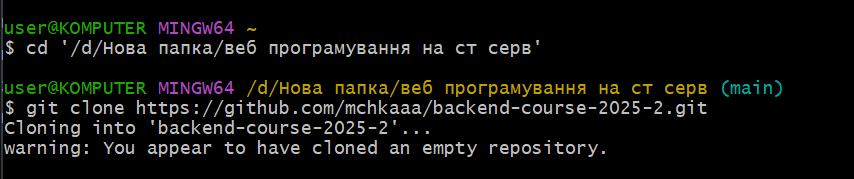 user@KOMPUTER MINGW64 ~
$ cd '/d/Нова папка/веб програмування на ст серв'
user@KOMPUTER MINGW64 /d/Нова папка/веб програмування на ст серв (main)
$ git clone https://github.com/mchkaaa/backend-course-2025-2.git
Cloning into 'backend-course-2025-2'...
warning: You appear to have cloned an empty repository.